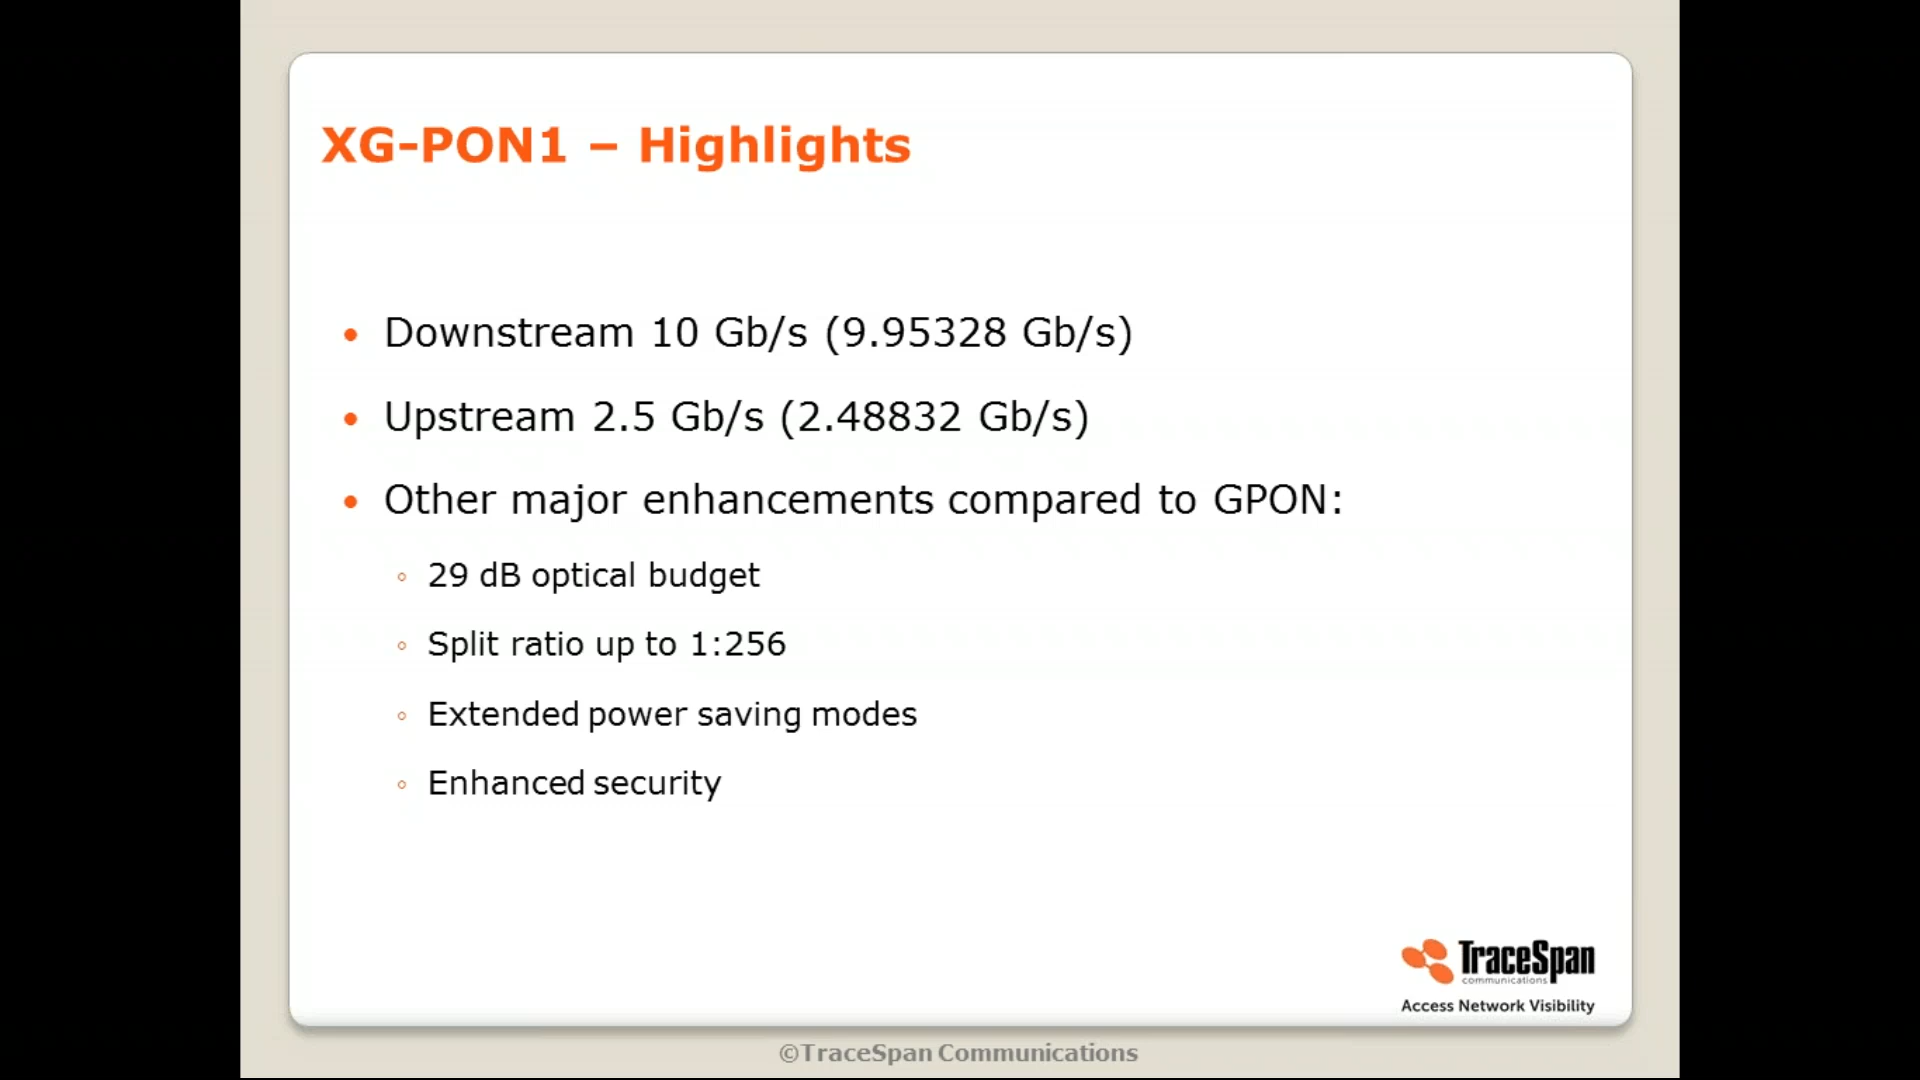 XG-PON1 – Highlights
• Downstream 10 Gb/s (9.95328 Gb/s)
• Upstream 2.5 Gb/s (2.48832 Gb/s)
• Other major enhancements compared to GPON:
◦ 29 dB optical budget
◦ Split ratio up to 1:256
◦ Extended power saving modes
◦ Enhanced security
TraceSpan
communications
Access Network Visibility
©TraceSpan Communications